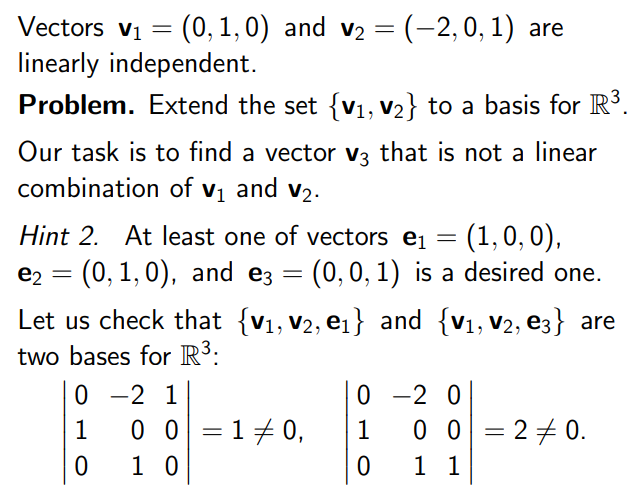 Vectors v₁ = (0, 1, 0) and v₂ = (−2, 0, 1) are
linearly independent.
Problem. Extend the set {v₁, v₂} to a basis for ℝ³.
Our task is to find a vector v₃ that is not a linear
combination of v₁ and v₂.
Hint 2. At least one of vectors e₁ = (1, 0, 0),
e₂ = (0, 1, 0), and e₃ = (0, 0, 1) is a desired one.
Let us check that {v₁, v₂, e₁} and {v₁, v₂, e₃} are
two bases for ℝ³:
|0 −2 1| |0 −2 0|
|1 0 0| = 1 ≠ 0, |1 0 0| = 2 ≠ 0.
|0 1 0| |0 1 1|